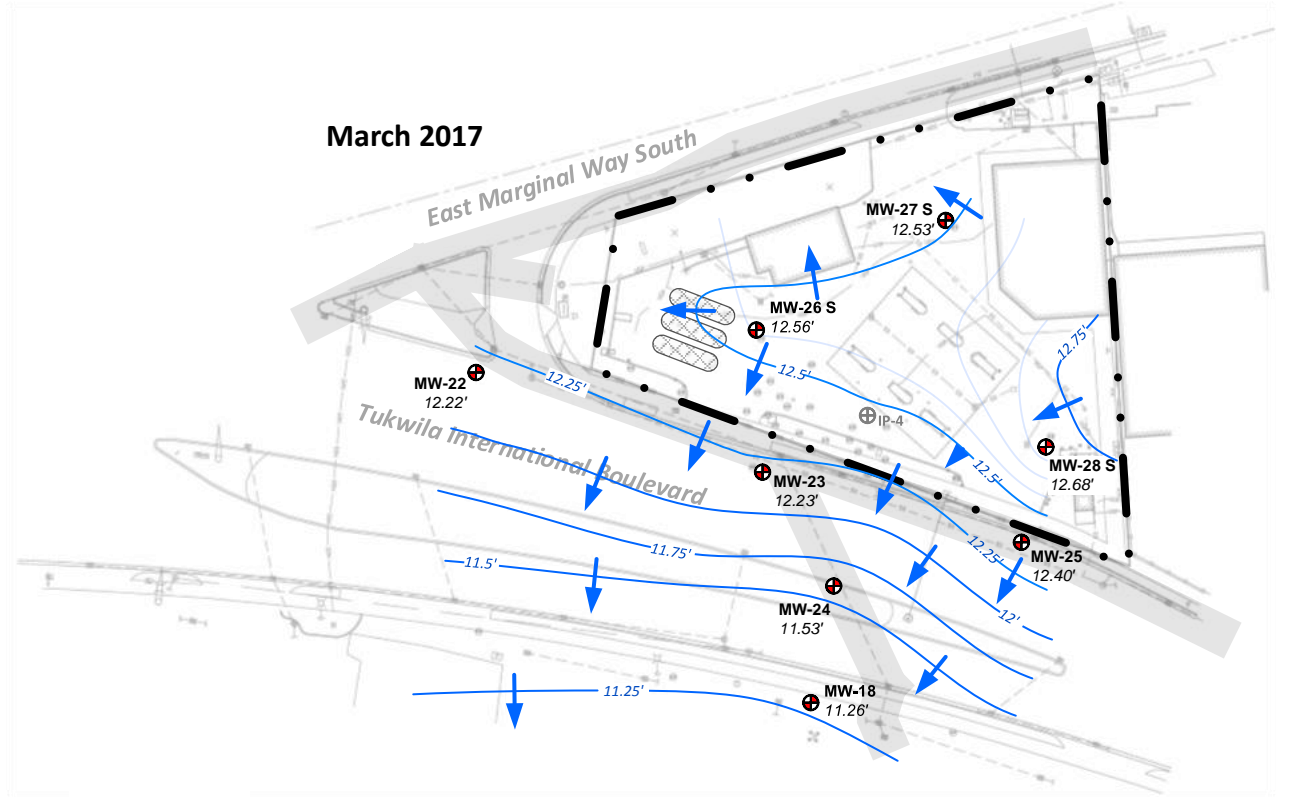 March 2017
East Marginal Way South
MW-27 S
12.53'
MW-26 S
12.56'
12.75'
12.5'
MW-22
12.22'
12.25'
Tukwila International Boulevard
IP-4
12.5'
MW-28 S
12.68'
MW-23
12.23'
12.25'
MW-25
12.40'
11.75'
11.5'
MW-24
11.53'
12'
11.25'
MW-18
11.26'